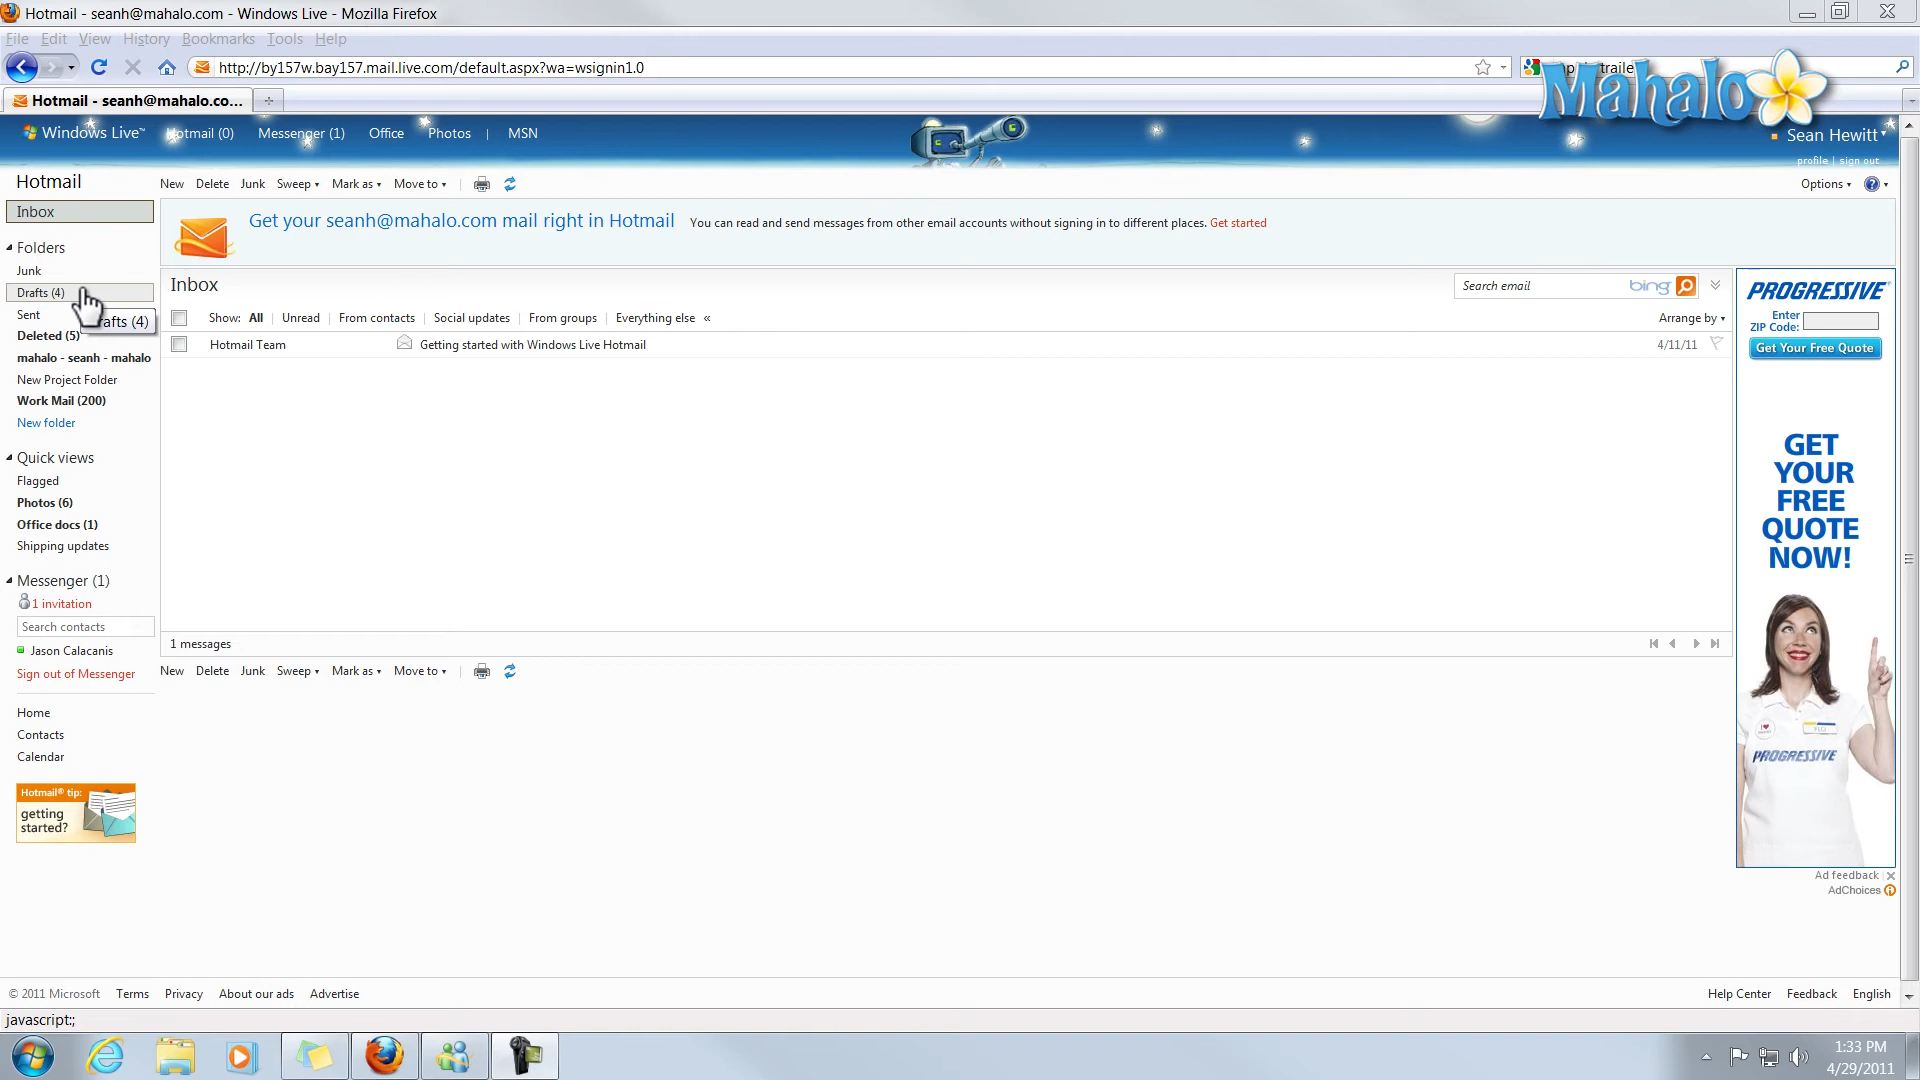 Hotmail - seanh@mahalo.com - Windows Live - Mozilla Firefox
File Edit View History Bookmarks Tools Help
http://by157w.bay157.mail.live.com/default.aspx?wa=wsignin1.0
Mahalo
Hotmail - seanh@mahalo.co...
Windows Live™ Hotmail (0) Messenger (1) Office Photos | MSN
Sean Hewitt
profile | sign out
Hotmail
New Delete Junk Sweep Mark as Move to
Options
Inbox
Get your seanh@mahalo.com mail right in Hotmail
You can read and send messages from other email accounts without signing in to different places. Get started
Folders
Junk
Drafts (4)
Sent
Deleted (5)
mahalo - seanh - mahalo
New Project Folder
Work Mail (200)
New folder
Quick views
Flagged
Photos (6)
Office docs (1)
Shipping updates
Messenger (1)
1 invitation
Search contacts
Jason Calacanis
Sign out of Messenger
Home
Contacts
Calendar
Hotmail® tip:
getting
started?
Inbox
Search email bing
Show: All Unread From contacts Social updates From groups Everything else «
Arrange by
Hotmail Team Getting started with Windows Live Hotmail 4/11/11
1 messages
New Delete Junk Sweep Mark as Move to
PROGRESSIVE
Enter
ZIP Code:
Get Your Free Quote
GET
YOUR
FREE
QUOTE
NOW!
FLO
PROGRESSIVE
Ad feedback
AdChoices
© 2011 Microsoft Terms Privacy About our ads Advertise
Help Center Feedback English
javascript:;
1:33 PM
4/29/2011